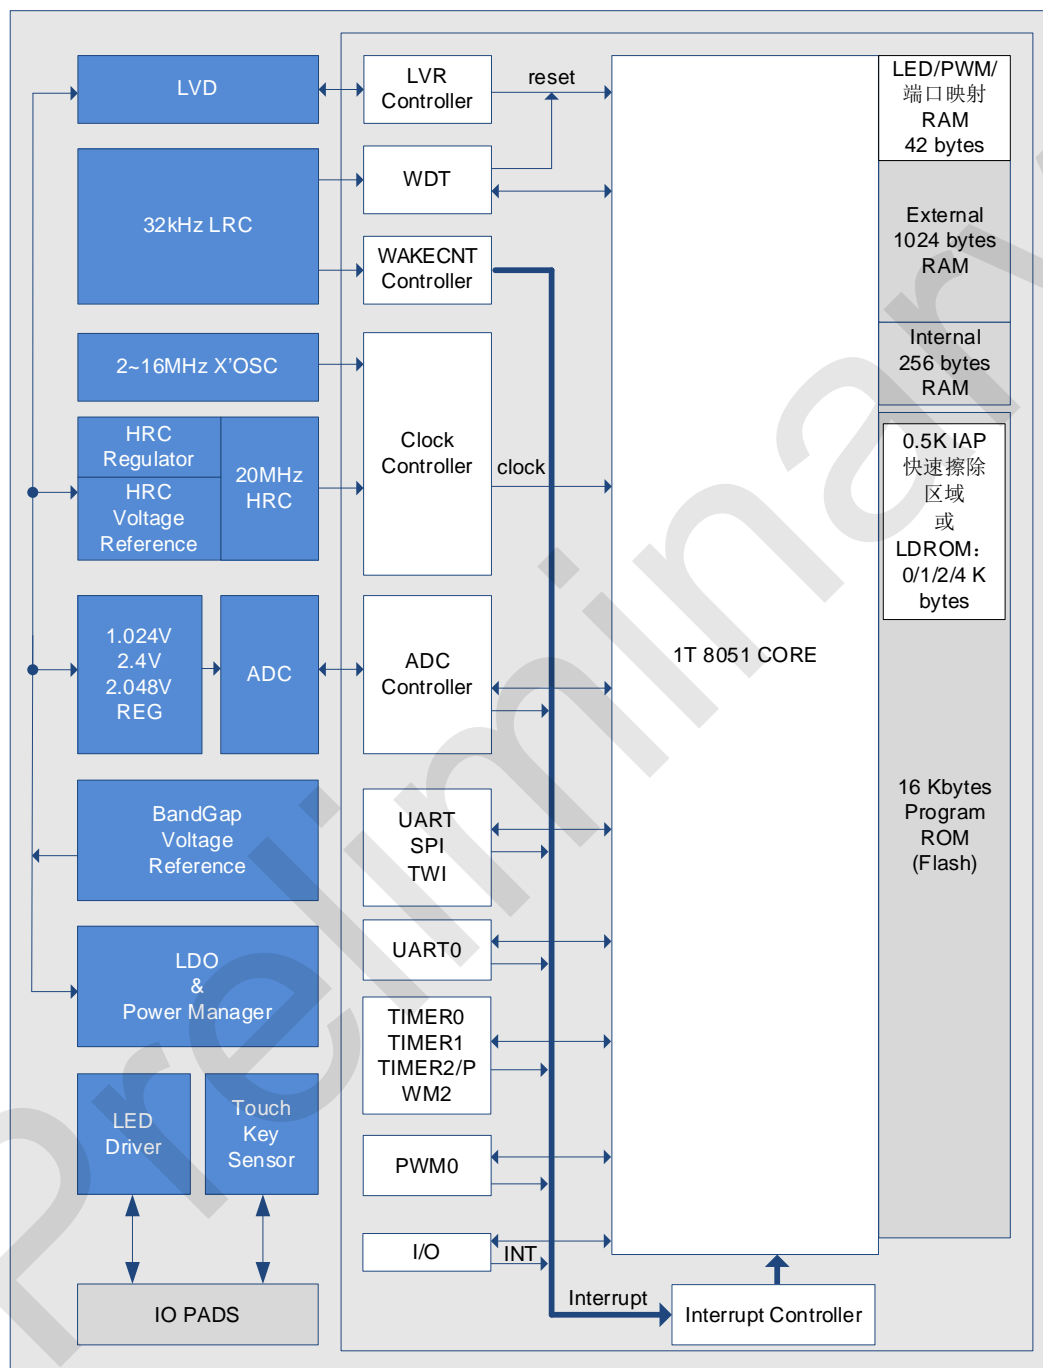 LVD
LVR
Controller
reset
LED/PWM/
端口映射
RAM
42 bytes
32kHz LRC
WDT
WAKECNT
Controller
External
1024 bytes
RAM
Internal
256 bytes
RAM
2~16MHz X'OSC
HRC
Regulator
HRC
Voltage
Reference
20MHz
HRC
Clock
Controller
clock
0.5K IAP
快速擦除
区域
或
LDROM：
0/1/2/4 K
bytes
1.024V
2.4V
2.048V
REG
ADC
ADC
Controller
1T 8051 CORE
16 Kbytes
Program
ROM
(Flash)
BandGap
Voltage
Reference
UART
SPI
TWI
LDO
&
Power Manager
UART0
TIMER0
TIMER1
TIMER2/P
WM2
LED
Driver
Touch
Key
Sensor
PWM0
I/O
INT
IO PADS
Interrupt
Interrupt Controller
Preliminary